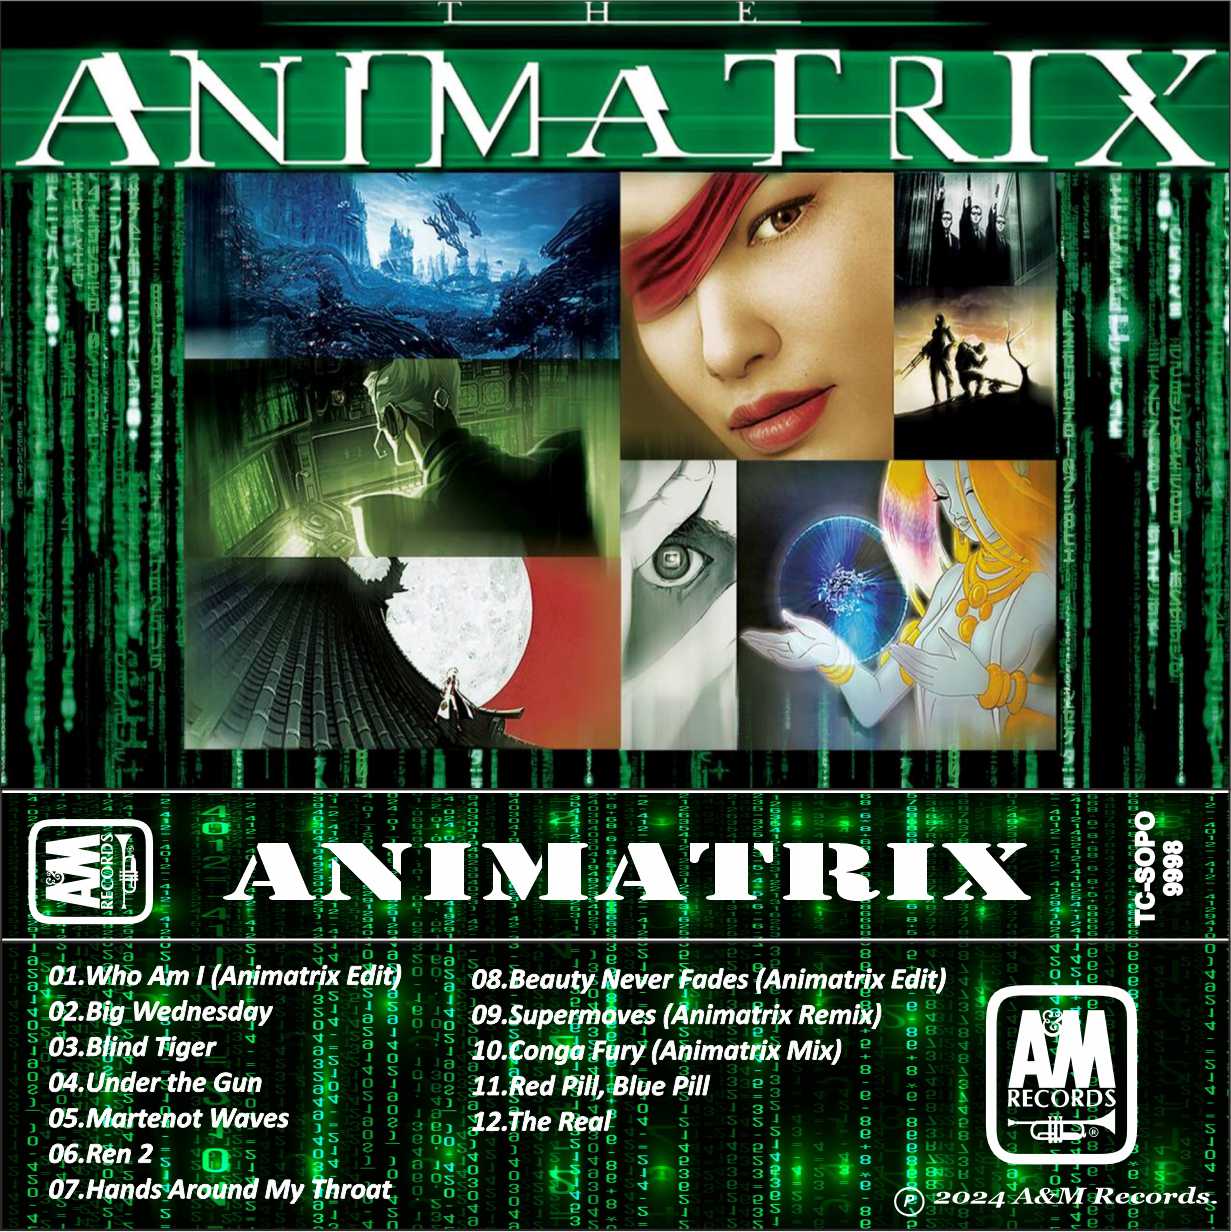 THE
ANIMATRIX
A&M
RECORDS
ANIMATRIX
TC-SOPO
9998
01.Who Am I (Animatrix Edit)
02.Big Wednesday
03.Blind Tiger
04.Under the Gun
05.Martenot Waves
06.Ren 2
07.Hands Around My Throat
08.Beauty Never Fades (Animatrix Edit)
09.Supermoves (Animatrix Remix)
10.Conga Fury (Animatrix Mix)
11.Red Pill, Blue Pill
12.The Real
A&M
RECORDS
®
℗ 2024 A&M Records.